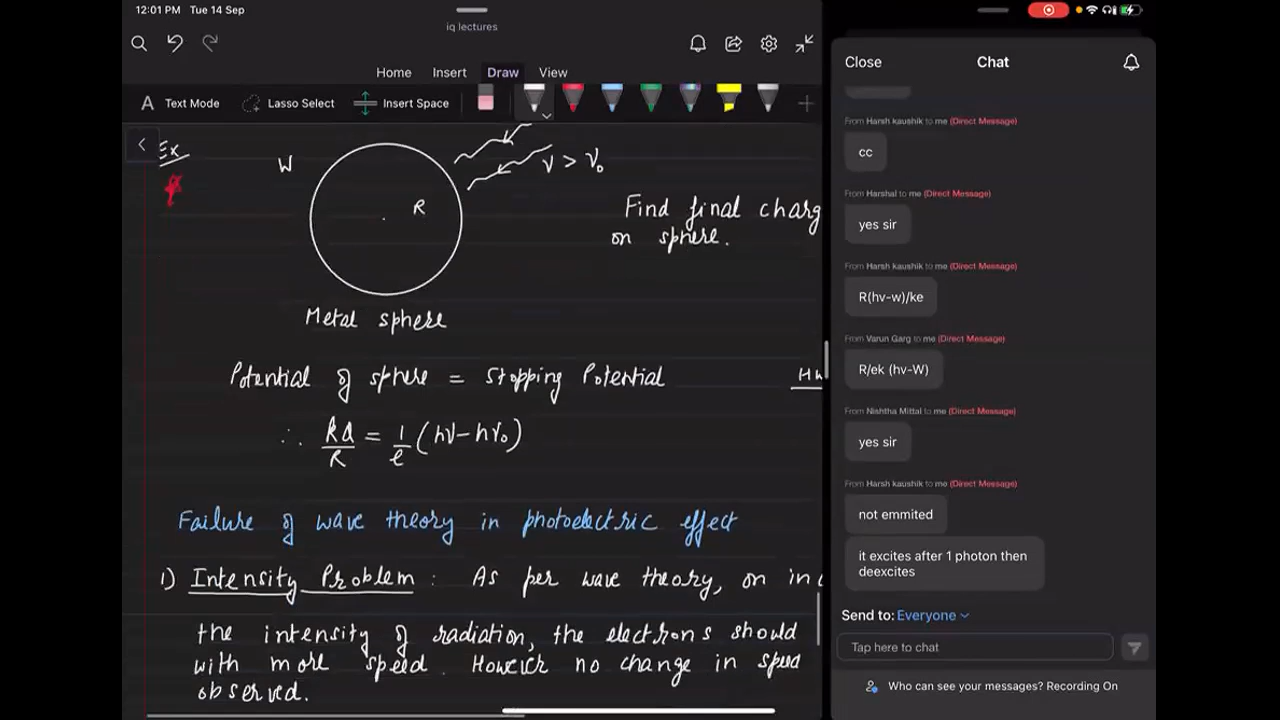 12:01 PM Tue 14 Sep
iq lectures
Home Insert Draw View
A Text Mode Lasso Select Insert Space
Ex
W
R
ν > ν₀
Find final charg
on sphere.
Metal sphere
Potential of sphere = Stopping Potential
HW
∴ KQ/R = 1/e (hν - hν₀)
Failure of wave theory in photoelectric effect
1) Intensity Problem : As per wave theory, on inc
the intensity of radiation, the electrons should
with more speed. However no change in speed
observed.
Close Chat
From Harsh kaushik to me (Direct Message)
cc
From Harshal to me (Direct Message)
yes sir
From Harsh kaushik to me (Direct Message)
R(hv-w)/ke
From Varun Garg to me (Direct Message)
R/ek (hv-W)
From Nishtha Mittal to me (Direct Message)
yes sir
From Harsh kaushik to me (Direct Message)
not emmited
it excites after 1 photon then
deexcites
Send to: Everyone
Tap here to chat
Who can see your messages? Recording On